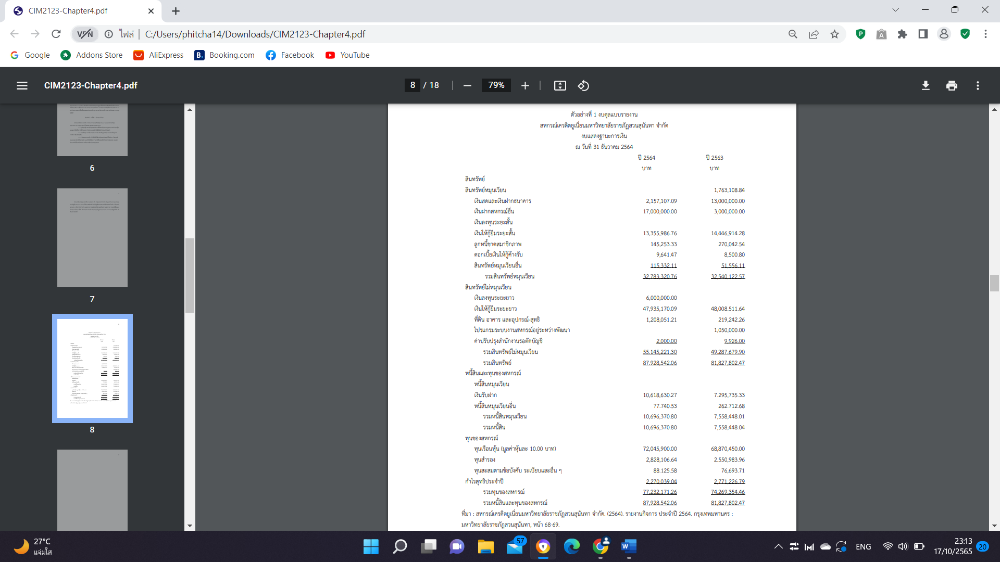 CIM2123-Chapter4.pdf
VPN ไฟล์ C:/Users/phitcha14/Downloads/CIM2123-Chapter4.pdf
Google Addons Store AliExpress Booking.com Facebook YouTube
CIM2123-Chapter4.pdf 8 / 18 79%
6
7
8
ตัวอย่างที่ 1 งบดุลแบบรายงาน
สหกรณ์เครดิตยูเนี่ยนมหาวิทยาลัยราชภัฏสวนสุนันทา จำกัด
งบแสดงฐานะการเงิน
ณ วันที่ 31 ธันวาคม 2564
ปี 2564 ปี 2563
บาท บาท
สินทรัพย์
สินทรัพย์หมุนเวียน 1,763,108.84
เงินสดและเงินฝากธนาคาร 2,157,107.09 13,000,000.00
เงินฝากสหกรณ์อื่น 17,000,000.00 3,000,000.00
เงินลงทุนระยะสั้น
เงินให้กู้ยืมระยะสั้น 13,355,986.76 14,446,914.28
ลูกหนี้ขาดสมาชิกภาพ 145,253.33 270,042.54
ดอกเบี้ยเงินให้กู้ค้างรับ 9,641.47 8,500.80
สินทรัพย์หมุนเวียนอื่น 115,332.11 51,556.11
รวมสินทรัพย์หมุนเวียน 32,783,320.76 32,540,122.57
สินทรัพย์ไม่หมุนเวียน
เงินลงทุนระยะยาว 6,000,000.00
เงินให้กู้ยืมระยะยาว 47,935,170.09 48,008.511.64
ที่ดิน อาคาร และอุปกรณ์-สุทธิ 1,208,051.21 219,242.26
โปรแกรมระบบงานสหกรณ์อยู่ระหว่างพัฒนา 1,050,000.00
ค่าปรับปรุงสำนักงานรอตัดบัญชี 2,000.00 9,926.00
รวมสินทรัพย์ไม่หมุนเวียน 55,145,221.30 49,287,679.90
รวมสินทรัพย์ 87,928,542.06 81,827,802.47
หนี้สินและทุนของสหกรณ์
หนี้สินหมุนเวียน
เงินรับฝาก 10,618,630.27 7.295,735.33
หนี้สินหมุนเวียนอื่น 77.740.53 262.712.68
รวมหนี้สินหมุนเวียน 10,696,370.80 7,558,448.01
รวมหนี้สิน 10,696,370.80 7,558,448.04
ทุนของสหกรณ์
ทุนเรือนหุ้น (มูลค่าหุ้นละ 10.00 บาท) 72,045,900.00 68,870,450.00
ทุนสำรอง 2,828,106.64 2.550,983.96
ทุนสะสมตามข้อบังคับ ระเบียบและอื่น ๆ 88.125.58 76,693.71
กำไรสุทธิประจำปี 2,270,039.04 2,771,226.79
รวมทุนของสหกรณ์ 77,232,171.26 74,269,354.46
รวมหนี้สินและทุนของสหกรณ์ 87,928,542.06 81,827,802.47
ที่มา : สหกรณ์เครดิตยูเนี่ยนมหาวิทยาลัยราชภัฏสวนสุนันทา จำกัด. (2564). รายงานกิจการ ประจำปี 2564. กรุงเทพมหานคร :
มหาวิทยาลัยราชภัฏสวนสุนันทา, หน้า 68-69.
27°C
แจ่มใส
57
ENG
23:13
17/10/2565
20